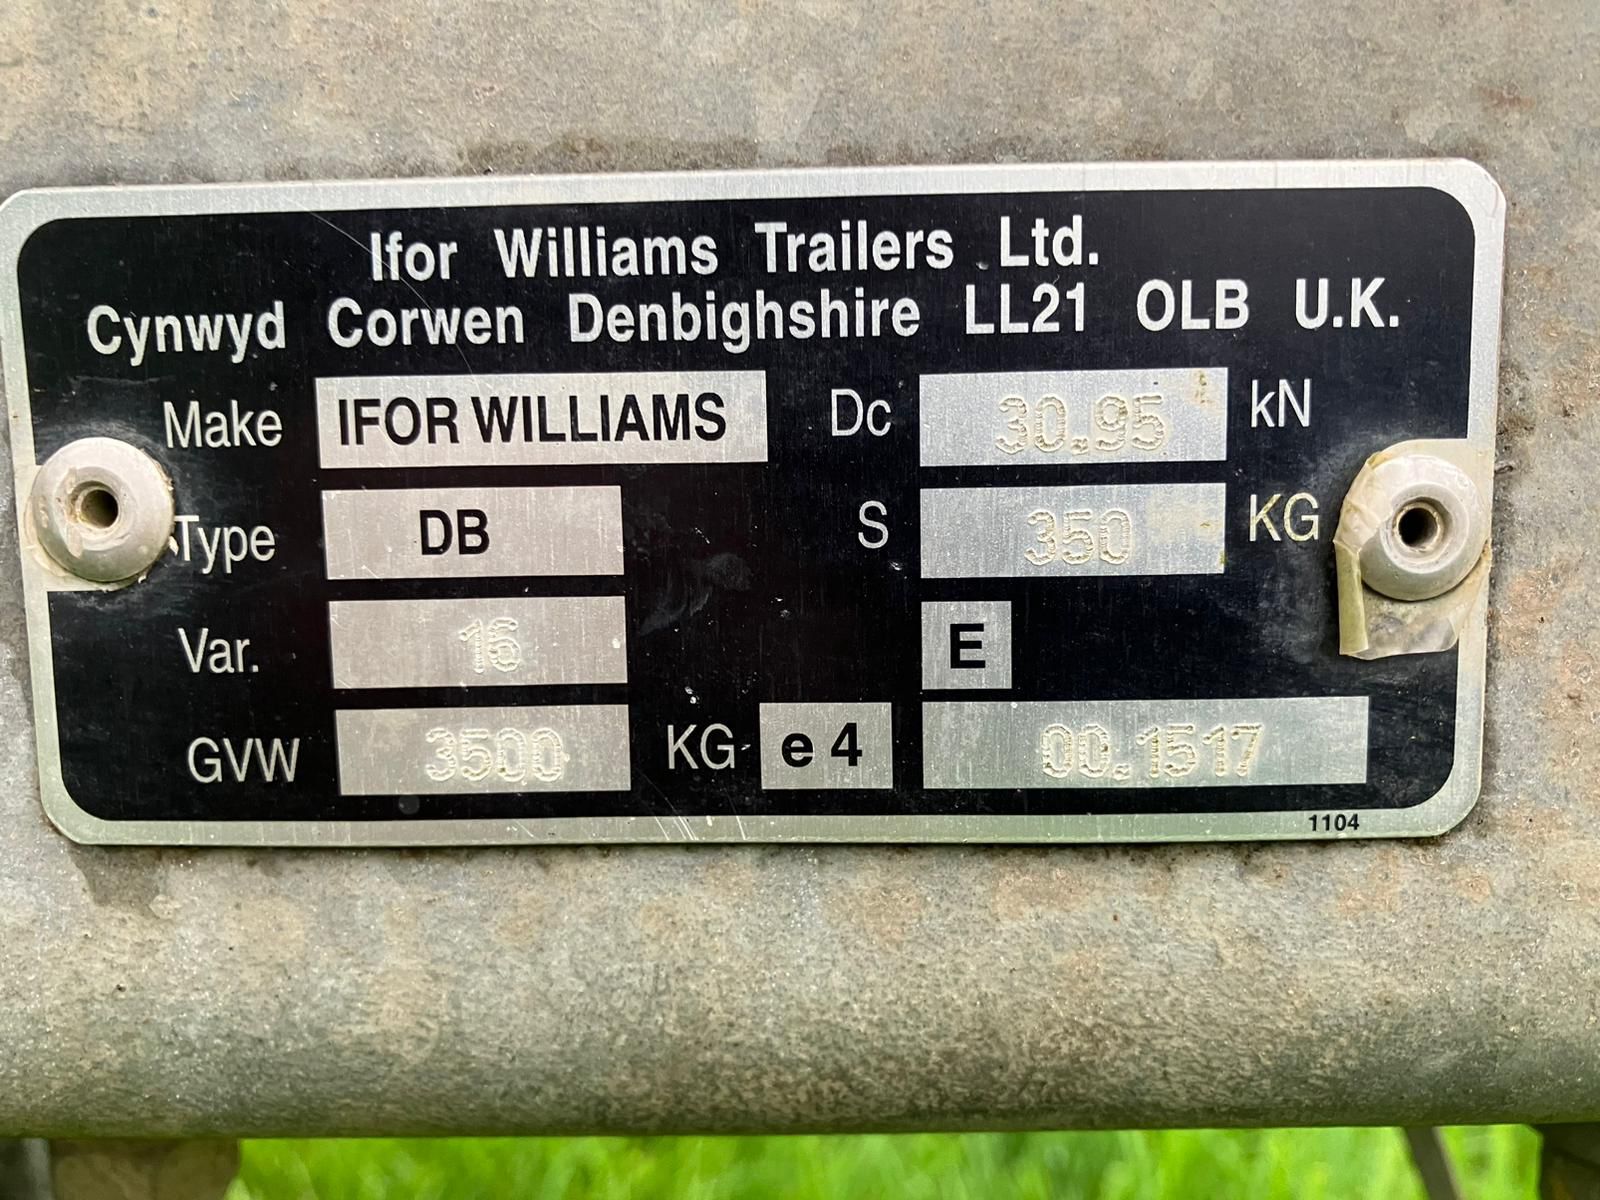 Ifor Williams Trailers Ltd.
Cynwyd Corwen Denbighshire LL21 OLB U.K.
Make IFOR WILLIAMS Dc 30.95 kN
Type DB S 350 KG
Var. 16 E
GVW 3500 KG e4 00.1517
1104